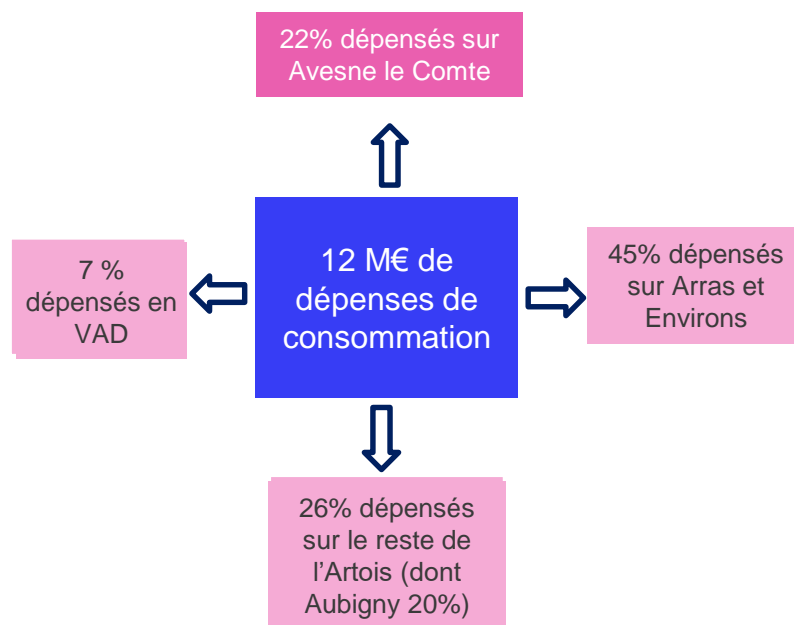 22% dépensés sur
Avesne le Comte
12 M€ de
dépenses de
consommation
7 %
dépensés en
VAD
45% dépensés
sur Arras et
Environs
26% dépensés
sur le reste de
l’Artois (dont
Aubigny 20%)